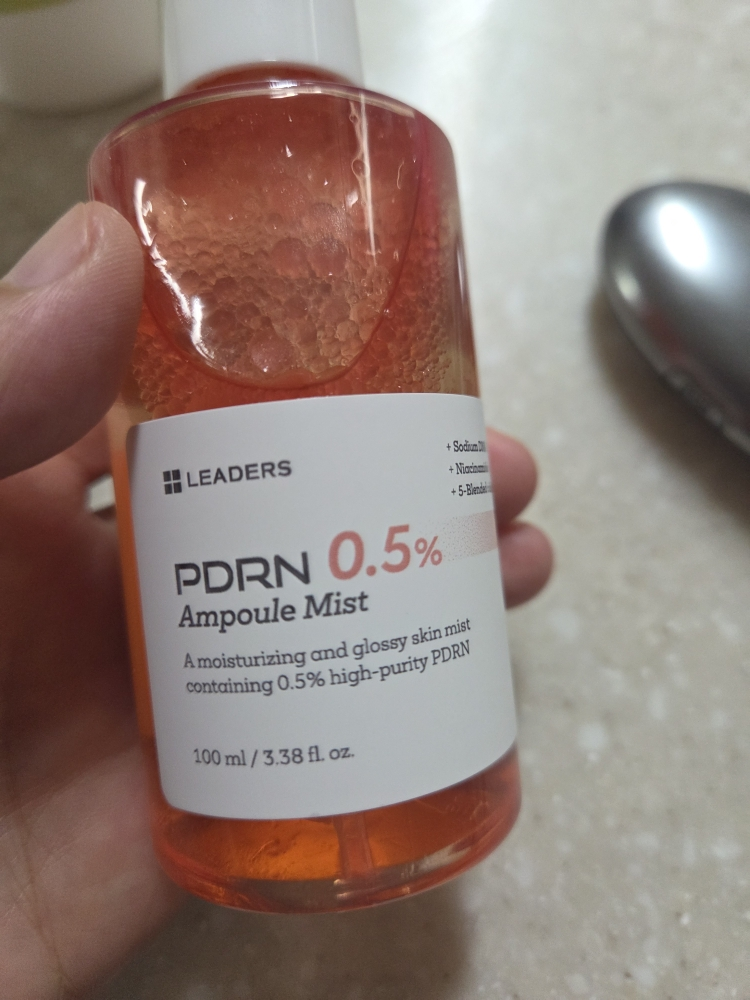 LEADERS
+ Sodium
+
+ 5-Blended
PDRN 0.5%
Ampoule Mist
A moisturizing and glossy skin mist
containing 0.5% high-purity PDRN
100 ml / 3.38 fl. oz.